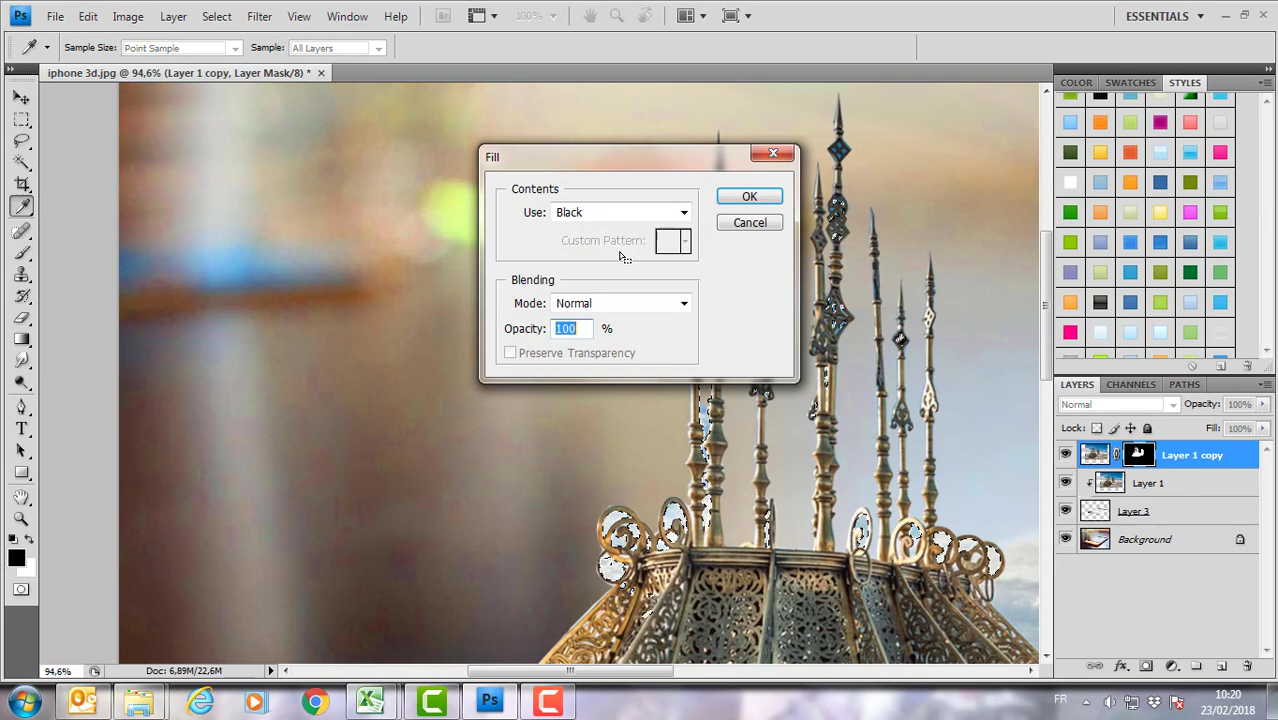 Ps File Edit Image Layer Select Filter View Window Help Br 100% ESSENTIALS
Sample Size: Point Sample Sample: All Layers
iphone 3d.jpg @ 94,6% (Layer 1 copy, Layer Mask/8) * ×
COLOR SWATCHES STYLES
Fill
Contents
Use: Black
Custom Pattern:
OK
Cancel
Blending
Mode: Normal
Opacity: 100 %
Preserve Transparency
LAYERS CHANNELS PATHS
Normal Opacity: 100%
Lock: Fill: 100%
Layer 1 copy
Layer 1
Layer 3
Background
T
94,6% Doc: 6,89M/22,6M
Ps
FR 10:20
23/02/2018